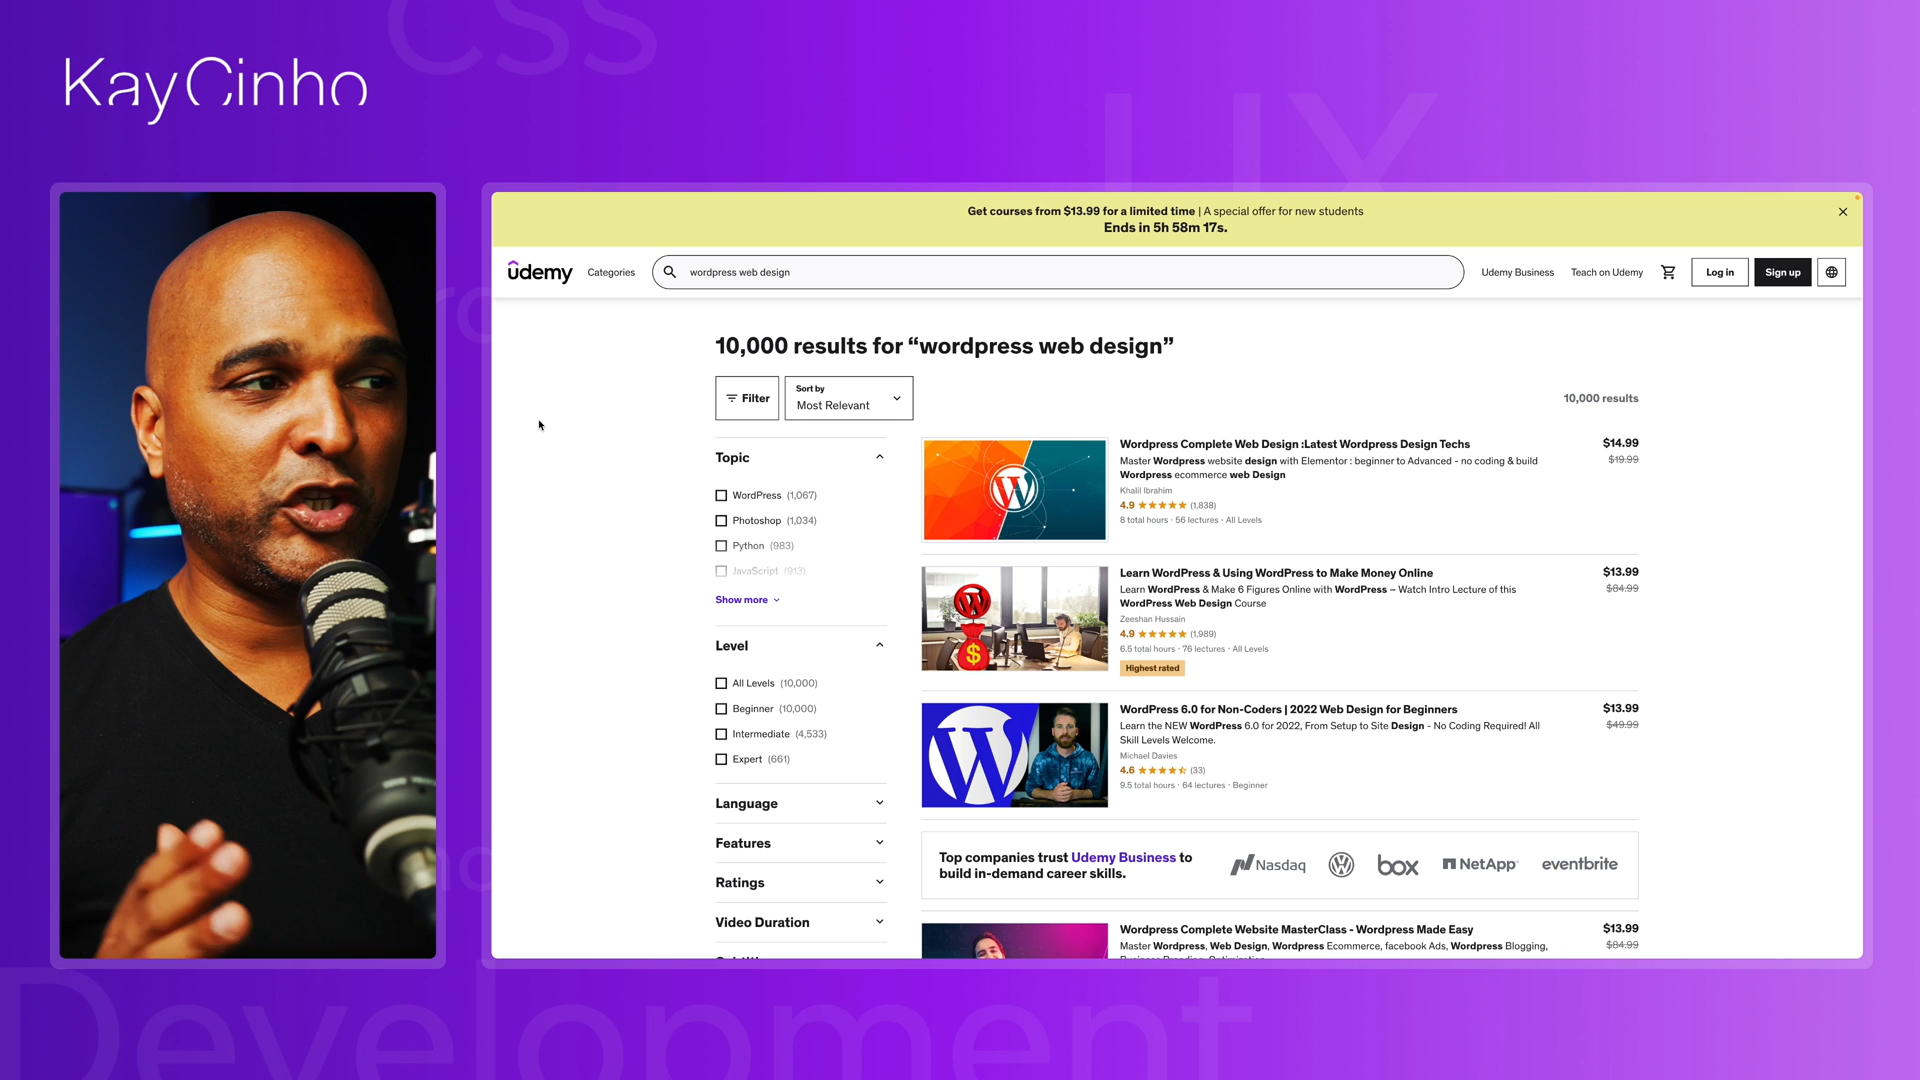 CSS
KayCinho
UX
Get courses from $13.99 for a limited time | A special offer for new students
Ends in 5h 58m 17s.
udemy
Categories
wordpress web design
Udemy Business
Teach on Udemy
Log in
Sign up
10,000 results for “wordpress web design”
Filter
Sort by
Most Relevant
10,000 results
Topic
WordPress (1,067)
Photoshop (1,034)
Python (983)
JavaScript (913)
Show more
Level
All Levels (10,000)
Beginner (10,000)
Intermediate (4,533)
Expert (661)
Language
Features
Ratings
Video Duration
Wordpress Complete Web Design :Latest Wordpress Design Techs
$14.99
Master Wordpress website design with Elementor : beginner to Advanced - no coding & build
$19.99
Wordpress ecommerce web Design
Khalil Ibrahim
4.9 (1,838)
8 total hours · 56 lectures · All Levels
Learn WordPress & Using WordPress to Make Money Online
$13.99
Learn WordPress & Make 6 Figures Online with WordPress – Watch Intro Lecture of this
$84.99
WordPress Web Design Course
Zeeshan Hussain
4.9 (1,989)
6.5 total hours · 76 lectures · All Levels
Highest rated
WordPress 6.0 for Non-Coders | 2022 Web Design for Beginners
$13.99
Learn the NEW WordPress 6.0 for 2022, From Setup to Site Design - No Coding Required! All
$49.99
Skill Levels Welcome.
Michael Davies
4.6 (33)
9.5 total hours · 64 lectures · Beginner
Top companies trust Udemy Business to
build in-demand career skills.
Nasdaq
box
NetApp
eventbrite
Wordpress Complete Website MasterClass - Wordpress Made Easy
$13.99
Master Wordpress, Web Design, Wordpress Ecommerce, facebook Ads, Wordpress Blogging,
$84.99
Development